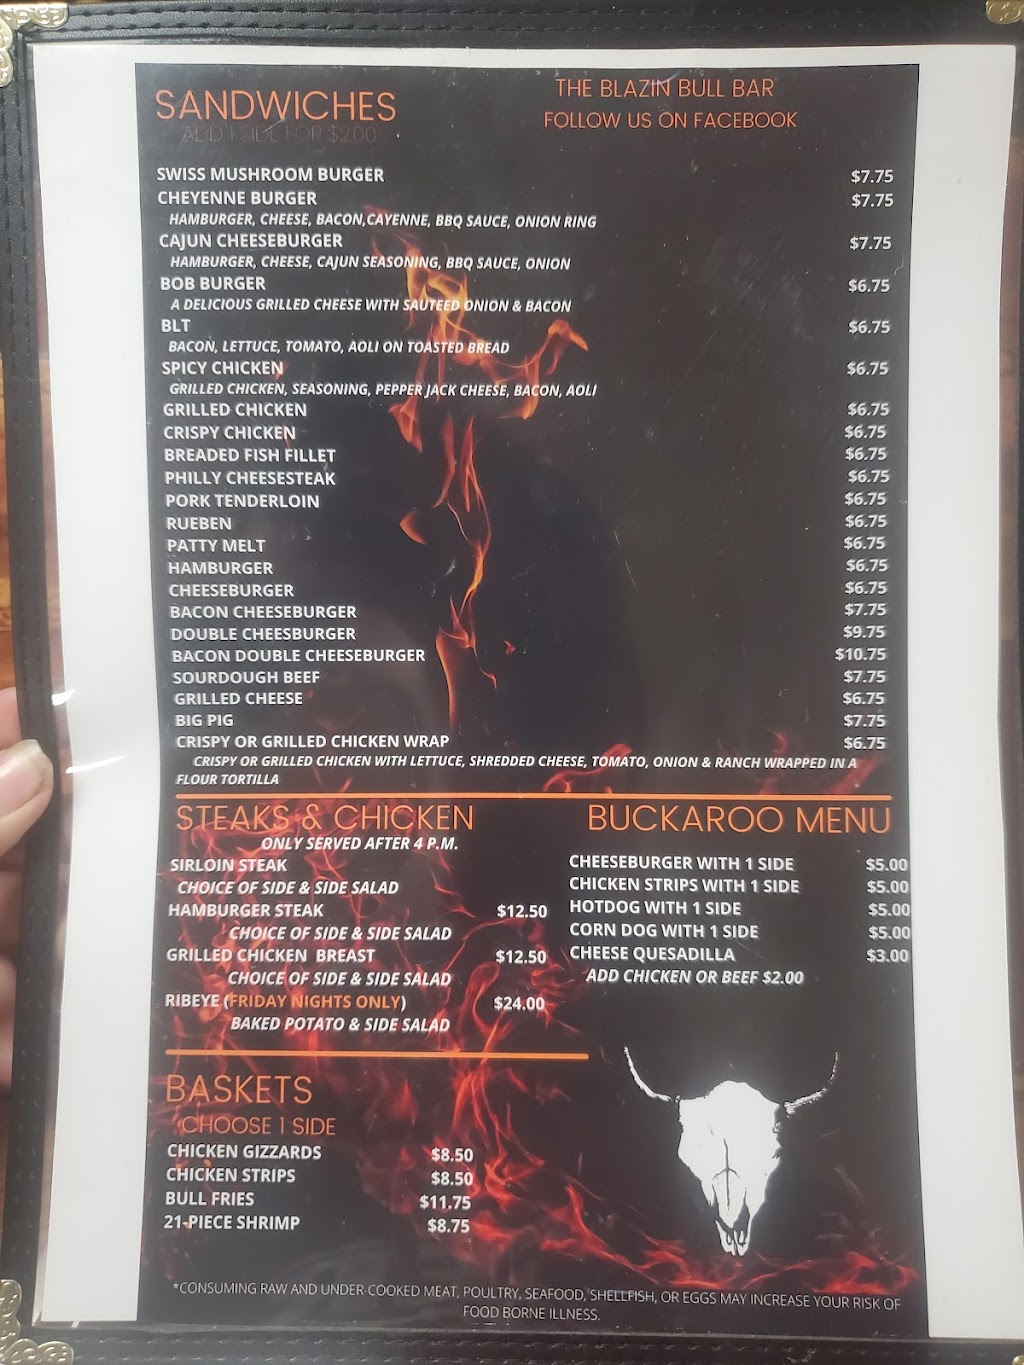 SANDWICHES
ADD 1 SIDE FOR $2.00
THE BLAZIN BULL BAR
FOLLOW US ON FACEBOOK
SWISS MUSHROOM BURGER $7.75
CHEYENNE BURGER $7.75
HAMBURGER, CHEESE, BACON,CAYENNE, BBQ SAUCE, ONION RING
CAJUN CHEESEBURGER $7.75
HAMBURGER, CHEESE, CAJUN SEASONING, BBQ SAUCE, ONION
BOB BURGER $6.75
A DELICIOUS GRILLED CHEESE WITH SAUTEED ONION & BACON
BLT $6.75
BACON, LETTUCE, TOMATO, AOLI ON TOASTED BREAD
SPICY CHICKEN $6.75
GRILLED CHICKEN, SEASONING, PEPPER JACK CHEESE, BACON, AOLI
GRILLED CHICKEN $6.75
CRISPY CHICKEN $6.75
BREADED FISH FILLET $6.75
PHILLY CHEESESTEAK $6.75
PORK TENDERLOIN $6.75
RUEBEN $6.75
PATTY MELT $6.75
HAMBURGER $6.75
CHEESEBURGER $6.75
BACON CHEESEBURGER $7.75
DOUBLE CHEESBURGER $9.75
BACON DOUBLE CHEESEBURGER $10.75
SOURDOUGH BEEF $7.75
GRILLED CHEESE $6.75
BIG PIG $7.75
CRISPY OR GRILLED CHICKEN WRAP $6.75
CRISPY OR GRILLED CHICKEN WITH LETTUCE, SHREDDED CHEESE, TOMATO, ONION & RANCH WRAPPED IN A
FLOUR TORTILLA
STEAKS & CHICKEN
ONLY SERVED AFTER 4 P.M.
SIRLOIN STEAK
CHOICE OF SIDE & SIDE SALAD
HAMBURGER STEAK $12.50
CHOICE OF SIDE & SIDE SALAD
GRILLED CHICKEN BREAST $12.50
CHOICE OF SIDE & SIDE SALAD
RIBEYE (FRIDAY NIGHTS ONLY) $24.00
BAKED POTATO & SIDE SALAD
BUCKAROO MENU
CHEESEBURGER WITH 1 SIDE $5.00
CHICKEN STRIPS WITH 1 SIDE $5.00
HOTDOG WITH 1 SIDE $5.00
CORN DOG WITH 1 SIDE $5.00
CHEESE QUESADILLA $3.00
ADD CHICKEN OR BEEF $2.00
BASKETS
CHOOSE 1 SIDE
CHICKEN GIZZARDS $8.50
CHICKEN STRIPS $8.50
BULL FRIES $11.75
21-PIECE SHRIMP $8.75
*CONSUMING RAW AND UNDER-COOKED MEAT, POULTRY, SEAFOOD, SHELLFISH, OR EGGS MAY INCREASE YOUR RISK OF
FOOD BORNE ILLNESS.